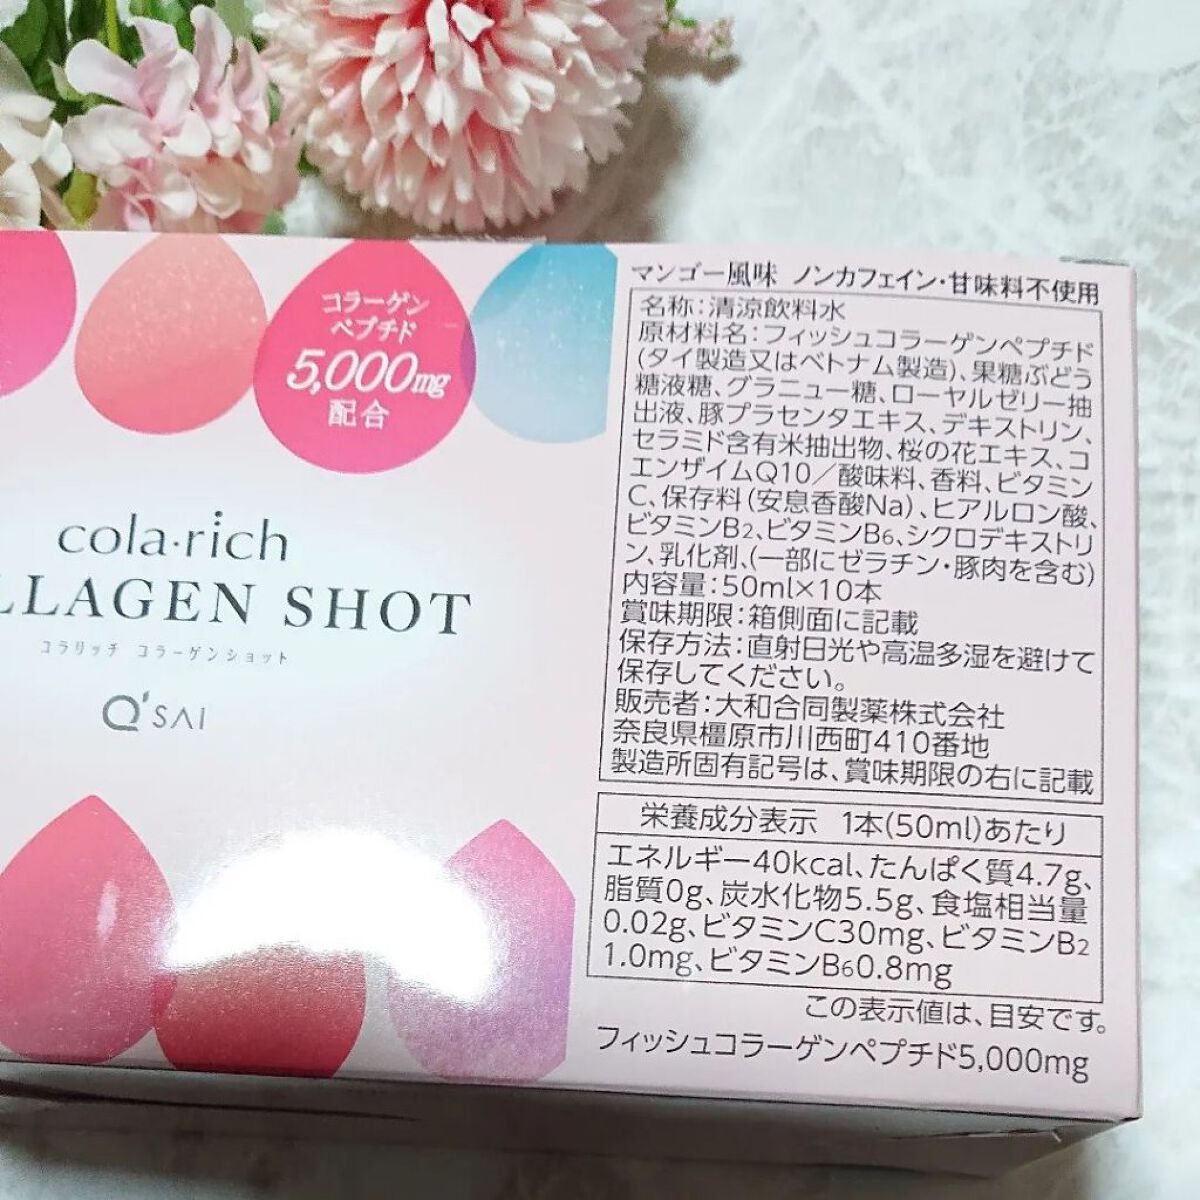 コラーゲン
ペプチド
5,000mg
配合
cola·rich
LLAGEN SHOT
コラリッチ コラーゲンショット
Q'SAI
マンゴー風味 ノンカフェイン・甘味料不使用
名称：清涼飲料水
原材料名：フィッシュコラーゲンペプチド
(タイ製造又はベトナム製造)、果糖ぶどう
糖液糖、グラニュー糖、ローヤルゼリー抽
出液、豚プラセンタエキス、デキストリン、
セラミド含有米抽出物、桜の花エキス、コ
エンザイムQ10／酸味料、香料、ビタミン
C、保存料(安息香酸Na)、ヒアルロン酸、
ビタミンB2、ビタミンB6、シクロデキストリ
ン、乳化剤、(一部にゼラチン・豚肉を含む)
内容量：50ml×10本
賞味期限：箱側面に記載
保存方法：直射日光や高温多湿を避けて
保存してください。
販売者：大和合同製薬株式会社
奈良県橿原市川西町410番地
製造所固有記号は、賞味期限の右に記載
栄養成分表示 1本(50ml)あたり
エネルギー40kcal、たんぱく質4.7g、
脂質0g、炭水化物5.5g、食塩相当量
0.02g、ビタミンC30mg、ビタミンB2
1.0mg、ビタミンB6 0.8mg
この表示値は、目安です。
フィッシュコラーゲンペプチド5,000mg